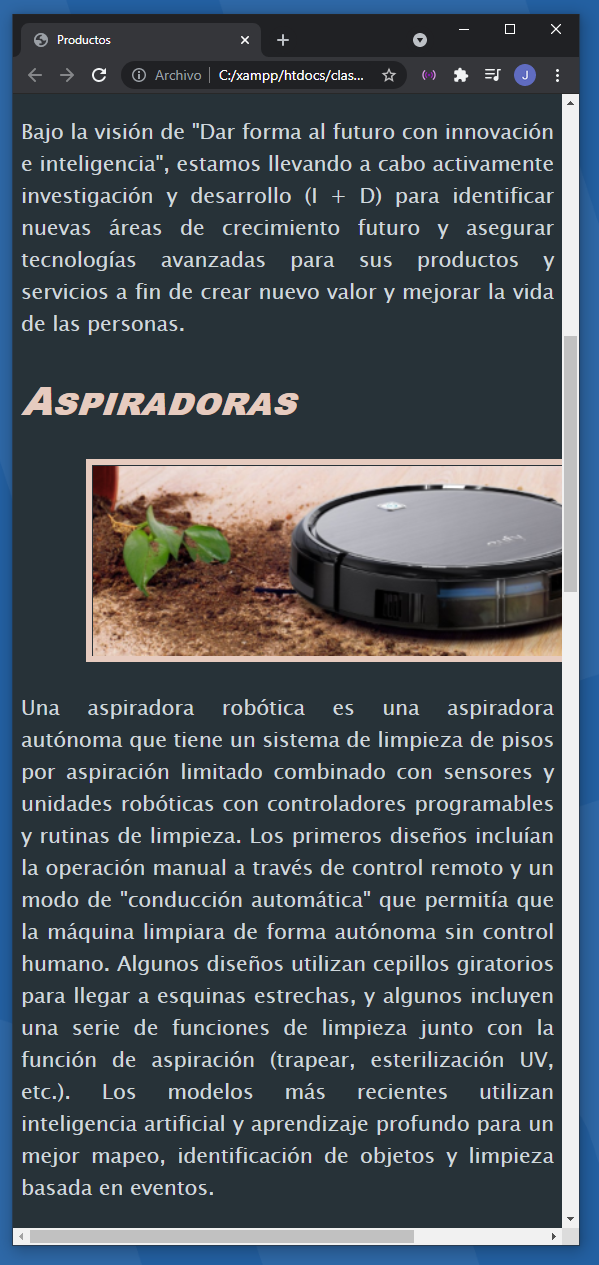 Productos
Archivo
C:/xampp/htdocs/clas...
J
Bajo la visión de "Dar forma al futuro con innovación
e inteligencia", estamos llevando a cabo activamente
investigación y desarrollo (I + D) para identificar
nuevas áreas de crecimiento futuro y asegurar
tecnologías avanzadas para sus productos y
servicios a fin de crear nuevo valor y mejorar la vida
de las personas.
Aspiradoras
eufy
Una aspiradora robótica es una aspiradora
autónoma que tiene un sistema de limpieza de pisos
por aspiración limitado combinado con sensores y
unidades robóticas con controladores programables
y rutinas de limpieza. Los primeros diseños incluían
la operación manual a través de control remoto y un
modo de "conducción automática" que permitía que
la máquina limpiara de forma autónoma sin control
humano. Algunos diseños utilizan cepillos giratorios
para llegar a esquinas estrechas, y algunos incluyen
una serie de funciones de limpieza junto con la
función de aspiración (trapear, esterilización UV,
etc.). Los modelos más recientes utilizan
inteligencia artificial y aprendizaje profundo para un
mejor mapeo, identificación de objetos y limpieza
basada en eventos.